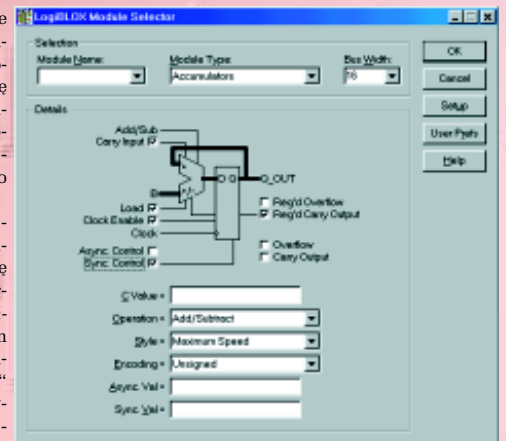 LogiBLOX Module Selector
Selection
Module Name:
Module Type:
Bus Width:
Accumulators
16
OK
Cancel
Setup
User Prefs
Help
Details
Add/Sub
Carry Input
B
D Q
Q_OUT
Load
Clock Enable
Clock
Async. Control
Sync. Control
Reg'd Overflow
Reg'd Carry Output
Overflow
Carry Output
C Value =
Operation = Add/Subtract
Style = Maximum Speed
Encoding = Unsigned
Async. Val =
Sync. Val =